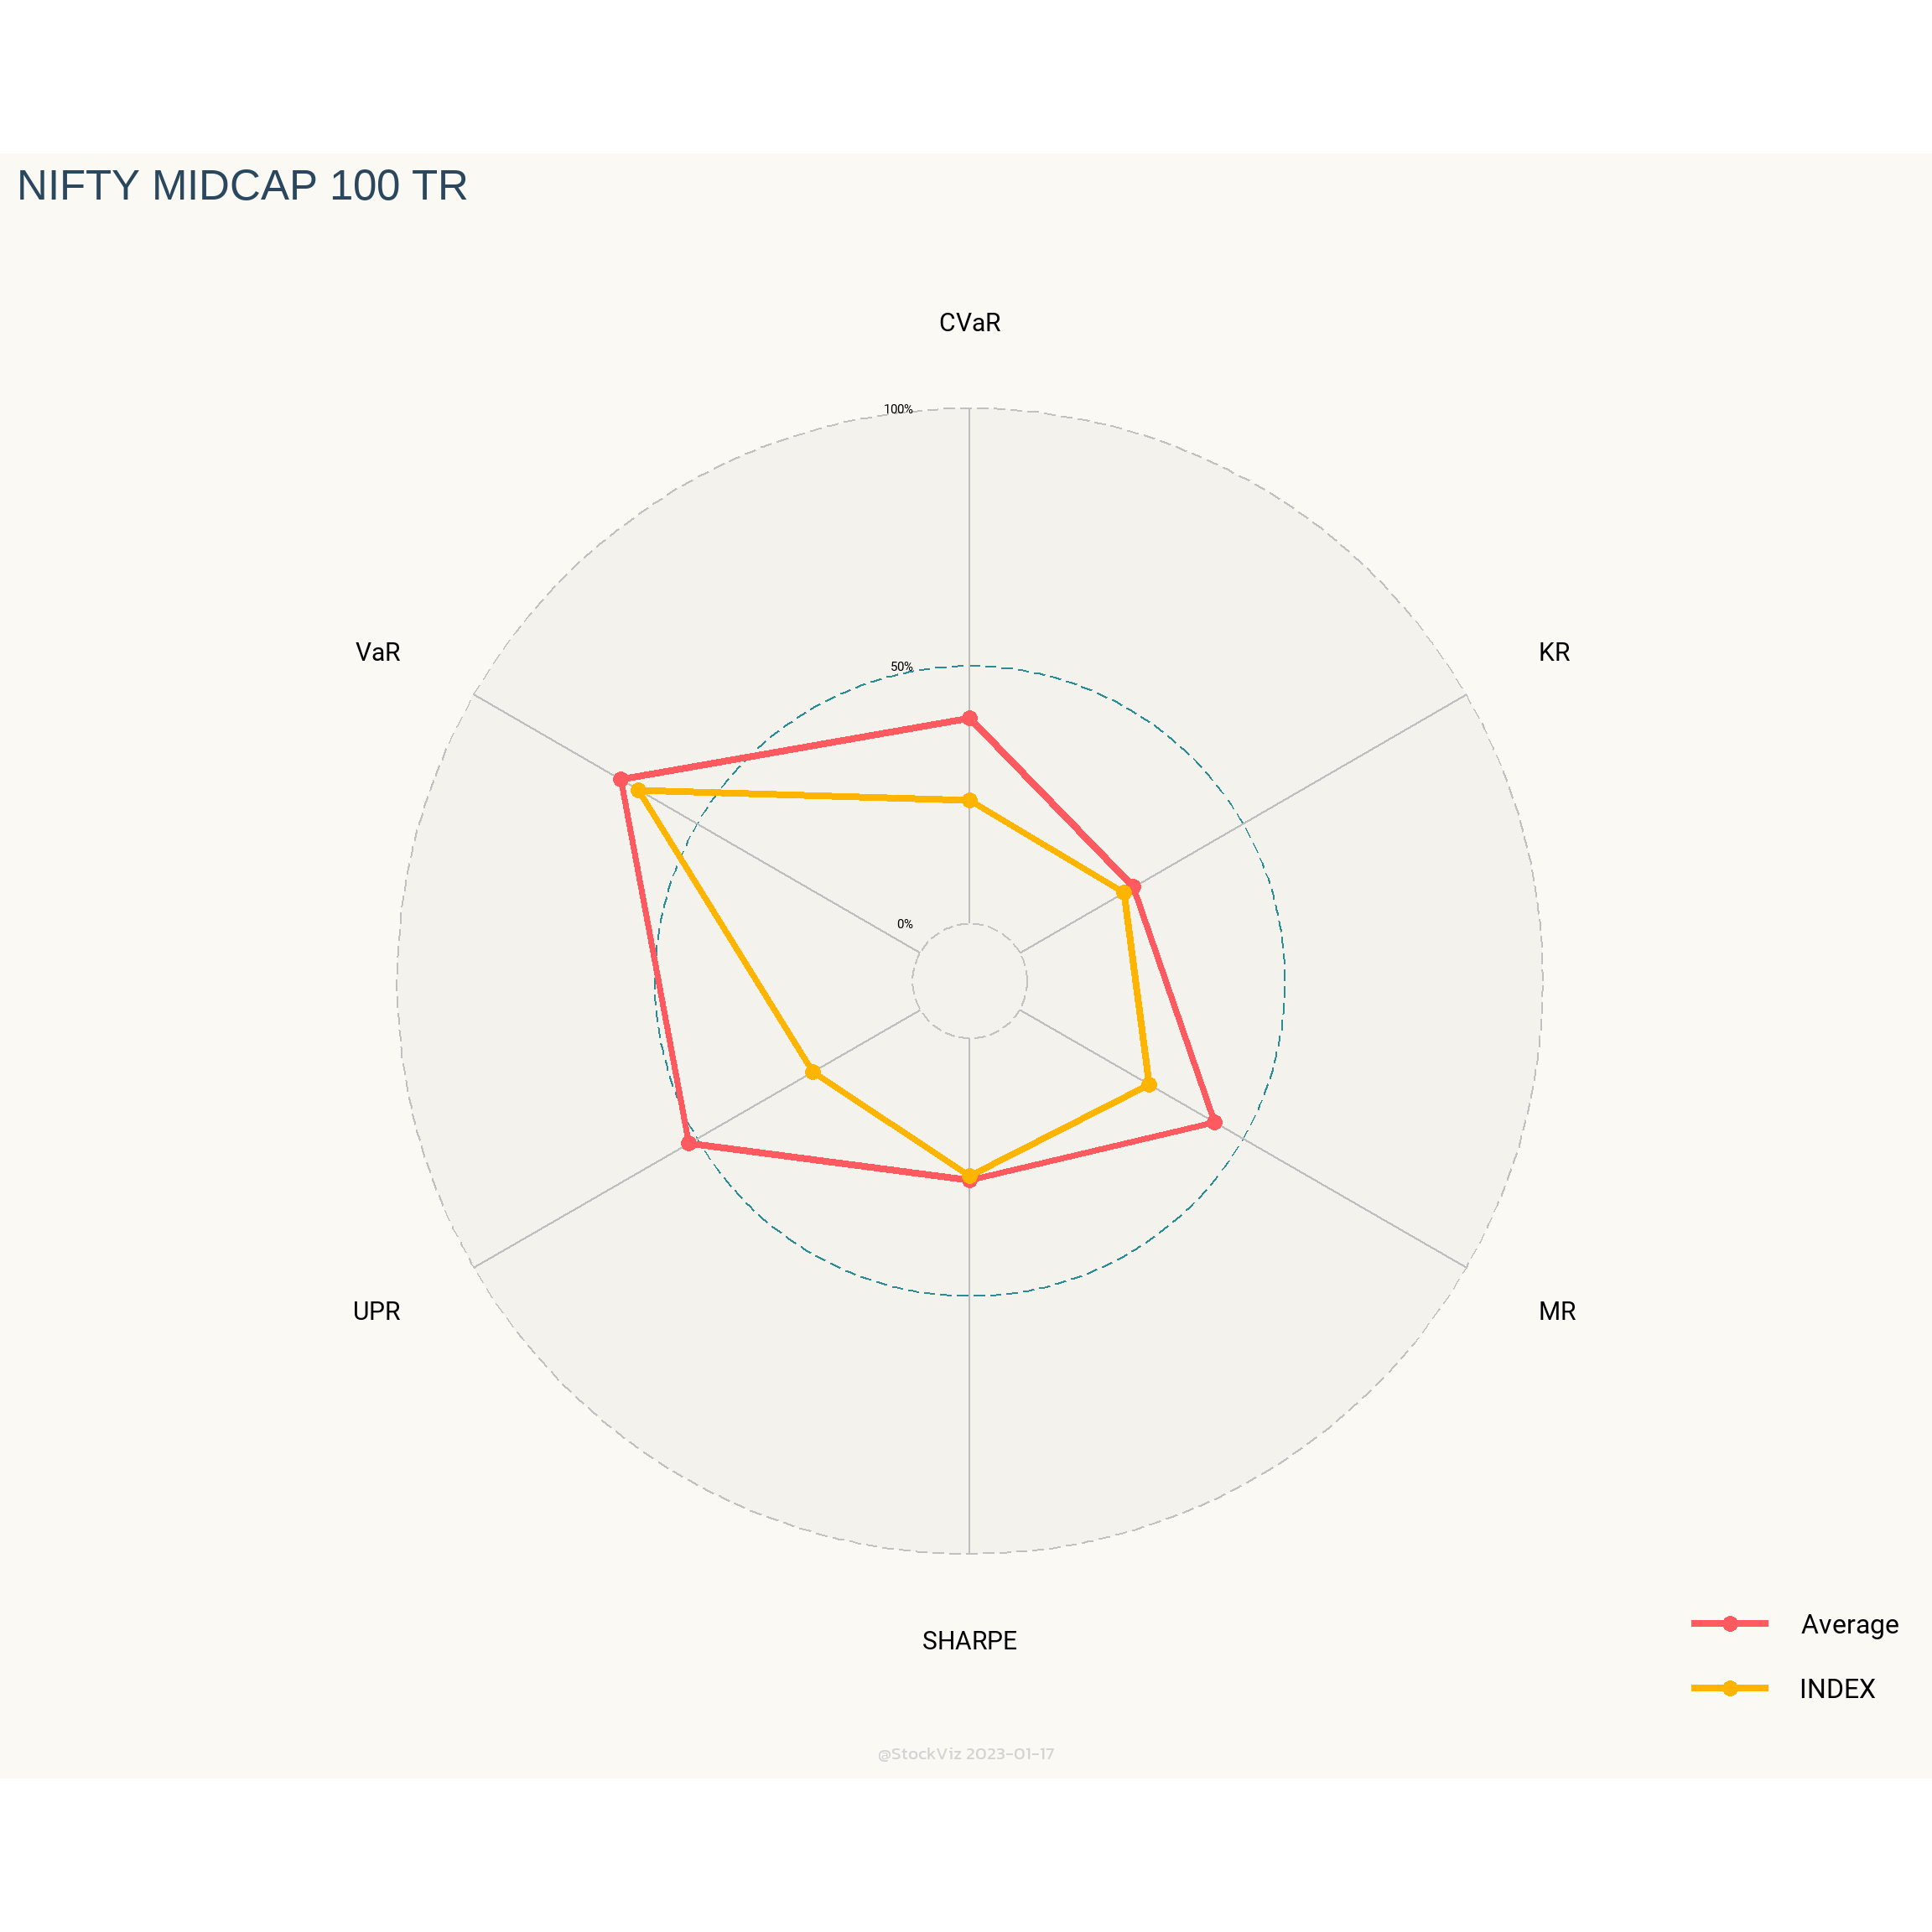 NIFTY MIDCAP 100 TR
CVaR
100%
VaR
KR
50%
0%
UPR
MR
SHARPE
Average
INDEX
@StockViz 2023-01-17